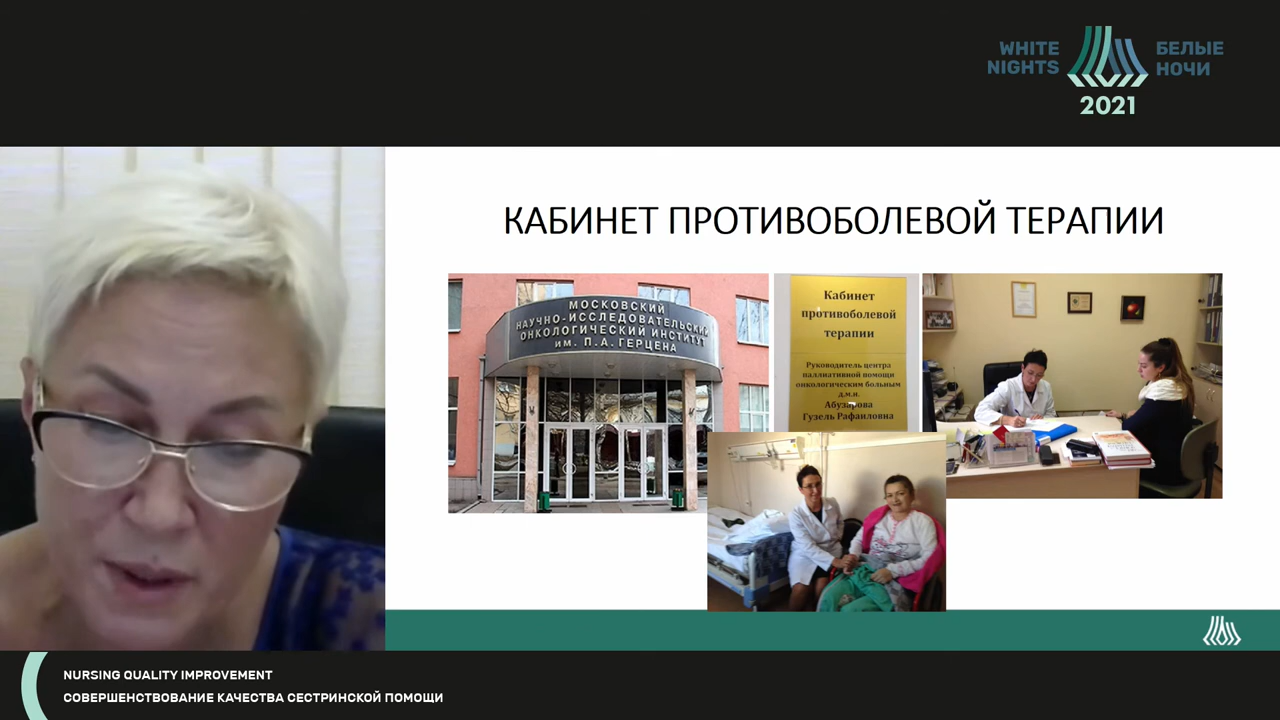 WHITE NIGHTS
БЕЛЫЕ НОЧИ
2021
КАБИНЕТ ПРОТИВОБОЛЕВОЙ ТЕРАПИИ
МОСКОВСКИЙ
НАУЧНО-ИССЛЕДОВАТЕЛЬСКИЙ
ОНКОЛОГИЧЕСКИЙ ИНСТИТУТ
ИМ. П.А. ГЕРЦЕНА
Кабинет
противоболевой
терапии
Руководитель центра
паллиативной помощи
онкологическим больным
д.м.н.
Абузарова
Гузель Рафаиловна
NURSING QUALITY IMPROVEMENT
СОВЕРШЕНСТВОВАНИЕ КАЧЕСТВА СЕСТРИНСКОЙ ПОМОЩИ